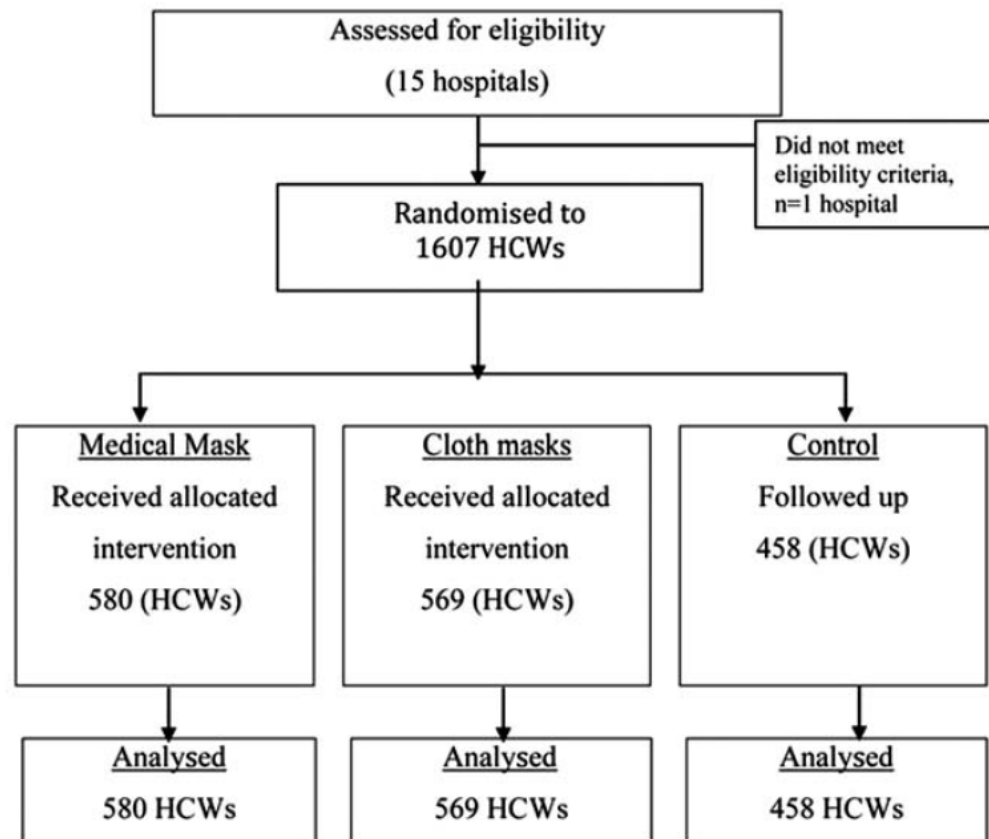 Assessed for eligibility
(15 hospitals)
Did not meet
eligibility criteria,
n=1 hospital
Randomised to
1607 HCWs
Medical Mask
Received allocated
intervention
580 (HCWs)
Cloth masks
Received allocated
intervention
569 (HCWs)
Control
Followed up
458 (HCWs)
Analysed
580 HCWs
Analysed
569 HCWs
Analysed
458 HCWs